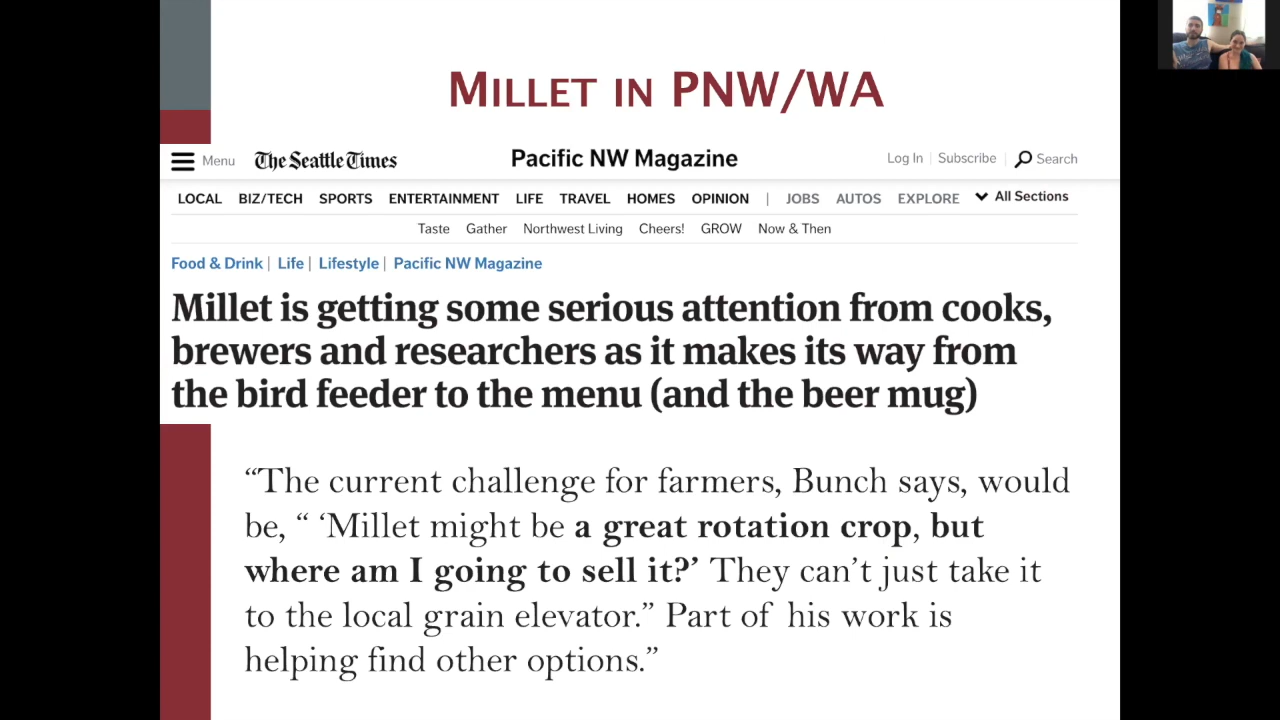 MILLET IN PNW/WA
Menu The Seattle Times Pacific NW Magazine Log In | Subscribe | Search
LOCAL BIZ/TECH SPORTS ENTERTAINMENT LIFE TRAVEL HOMES OPINION | JOBS AUTOS EXPLORE All Sections
Taste Gather Northwest Living Cheers! GROW Now & Then
Food & Drink | Life | Lifestyle | Pacific NW Magazine
Millet is getting some serious attention from cooks,
brewers and researchers as it makes its way from
the bird feeder to the menu (and the beer mug)
“The current challenge for farmers, Bunch says, would
be, “ ‘Millet might be a great rotation crop, but
where am I going to sell it?’ They can’t just take it
to the local grain elevator.” Part of his work is
helping find other options.”